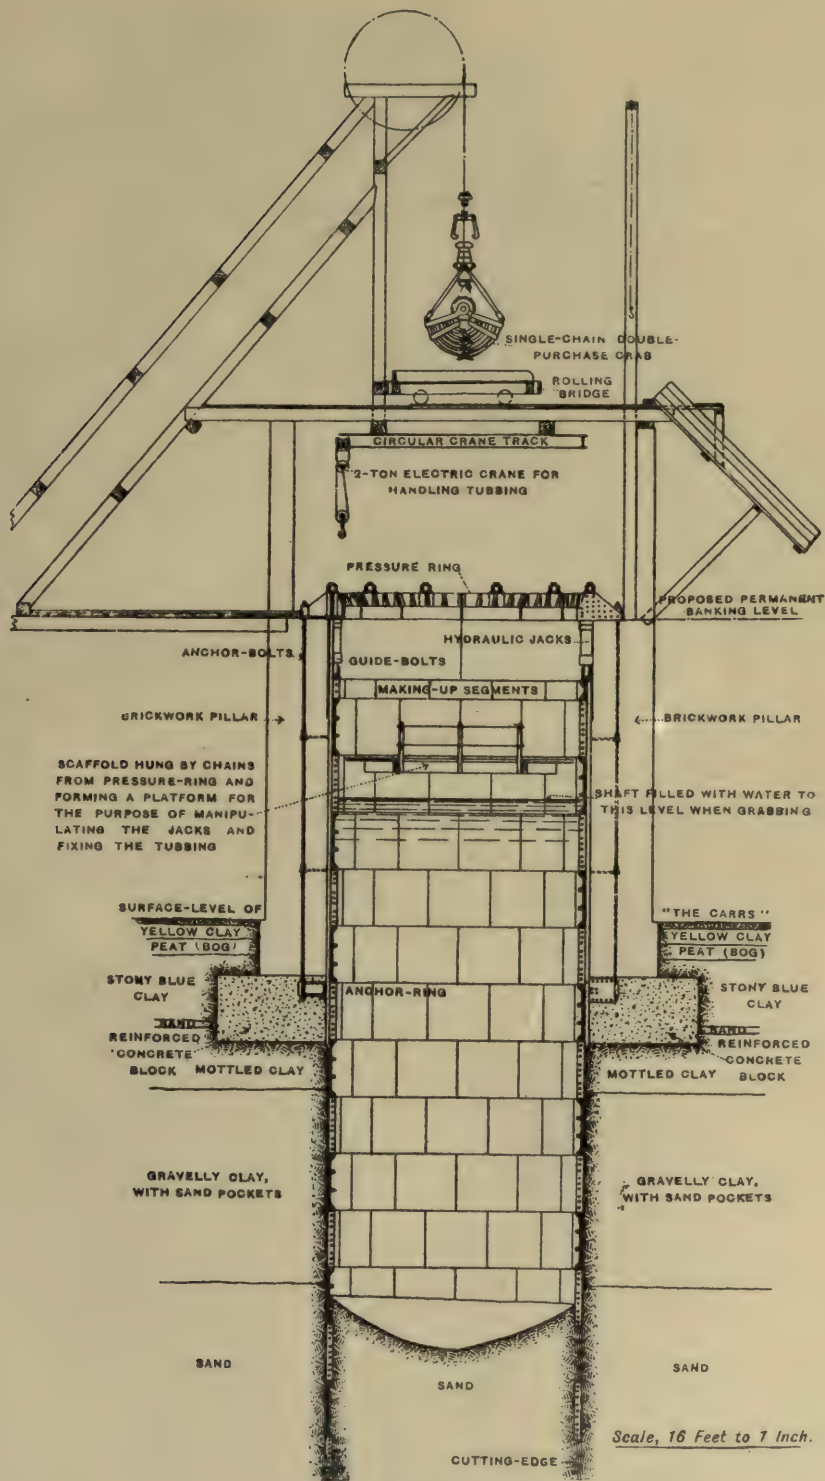 SINGLE-CHAIN DOUBLE-
PURCHASE GRAB
ROLLING
BRIDGE
CIRCULAR CRANE TRACK
2-TON ELECTRIC CRANE FOR
HANDLING TUBBING
PRESSURE RING
PROPOSED PERMANENT
BANKING LEVEL
HYDRAULIC JACKS
ANCHOR-BOLTS
GUIDE-BOLTS
MAKING-UP SEGMENTS
BRICKWORK PILLAR
BRICKWORK PILLAR
SCAFFOLD HUNG BY CHAINS
FROM PRESSURE-RING AND
FORMING A PLATFORM FOR
THE PURPOSE OF MANIPU-
LATING THE JACKS AND
FIXING THE TUBBING
SHAFT FILLED WITH WATER TO
THIS LEVEL WHEN GRABBING
SURFACE-LEVEL OF
"THE CARRS"
YELLOW CLAY
PEAT (BOG)
YELLOW CLAY
PEAT (BOG)
STONY BLUE
CLAY
ANCHOR-RING
STONY BLUE
CLAY
SAND
REINFORCED
CONCRETE
BLOCK
MOTTLED CLAY
SAND
REINFORCED
CONCRETE
BLOCK
MOTTLED CLAY
GRAVELLY CLAY,
WITH SAND POCKETS
GRAVELLY CLAY,
WITH SAND POCKETS
SAND
SAND
SAND
Scale, 16 Feet to 1 Inch.
CUTTING-EDGE